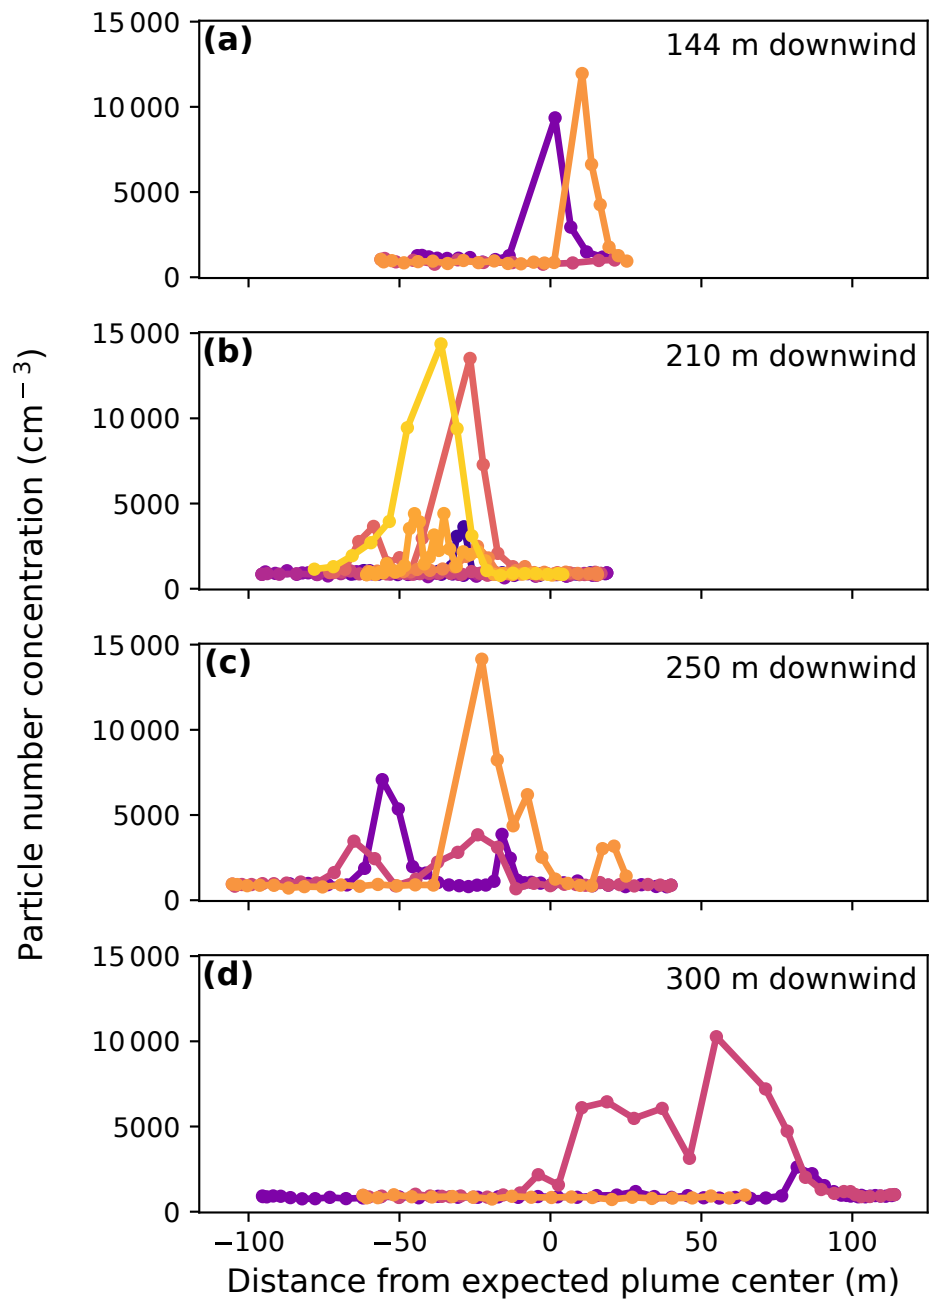 Particle number concentration (cm⁻³)
(a)
144 m downwind
15 000
10 000
5000
0
(b)
210 m downwind
15 000
10 000
5000
0
(c)
250 m downwind
15 000
10 000
5000
0
(d)
300 m downwind
15 000
10 000
5000
0
−100 −50 0 50 100
Distance from expected plume center (m)